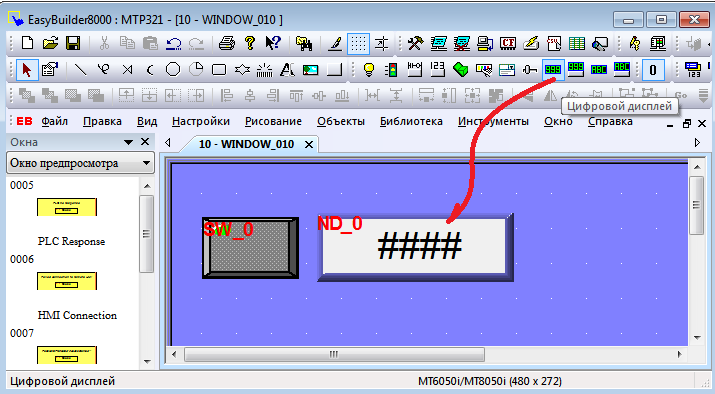 EasyBuilder8000 : MTP321 - [10 - WINDOW_010 ]
Цифровой дисплей
EB Файл Правка Вид Настройки Рисование Объекты Библиотека Инструменты Окно Справка
Окна
10 - WINDOW_010
Окно предпросмотра
0005
PLC Response
0006
HMI Connection
0007
SW_0
ND_0
####
Цифровой дисплей
MT6050i/MT8050i (480 x 272)